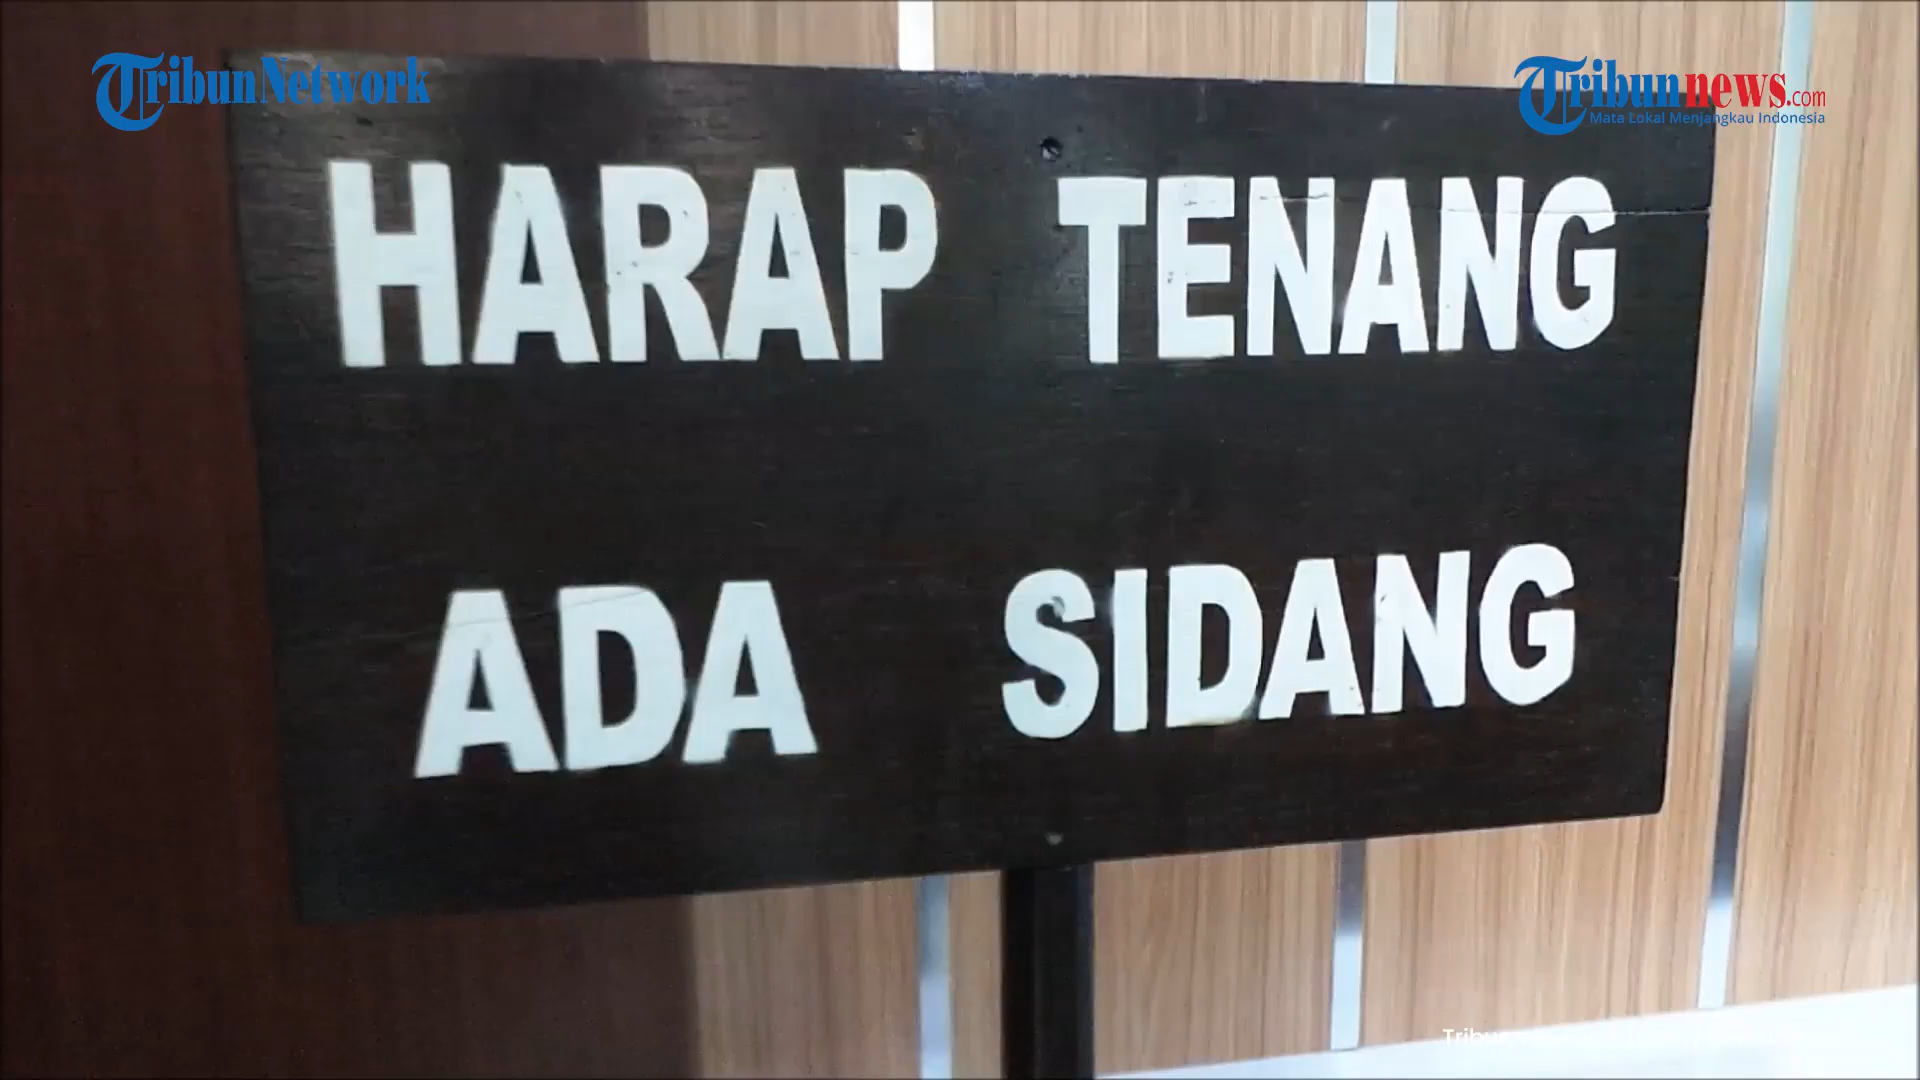 TribunNetwork
Tribunnews.com
Mata Lokal Menjangkau Indonesia
HARAP TENANG
ADA SIDANG